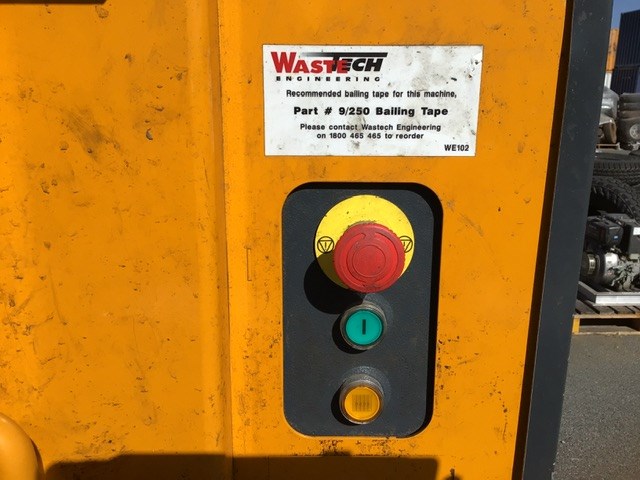 WASTECH
ENGINEERING
Recommended bailing tape for this machine,
Part # 9/250 Bailing Tape
Please contact Wastech Engineering
on 1800 465 465 to reorder
WE102
I